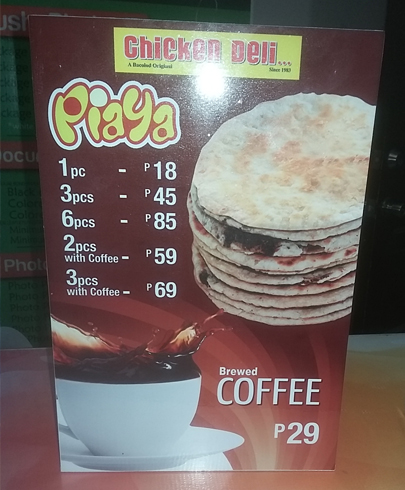 Chicken Deli...
A Bacolod Original Since 1983
Piaya
1pc - P18
3pcs - P45
6pcs - P85
2pcs
with Coffee - P59
3pcs
with Coffee - P69
Brewed
COFFEE
P29